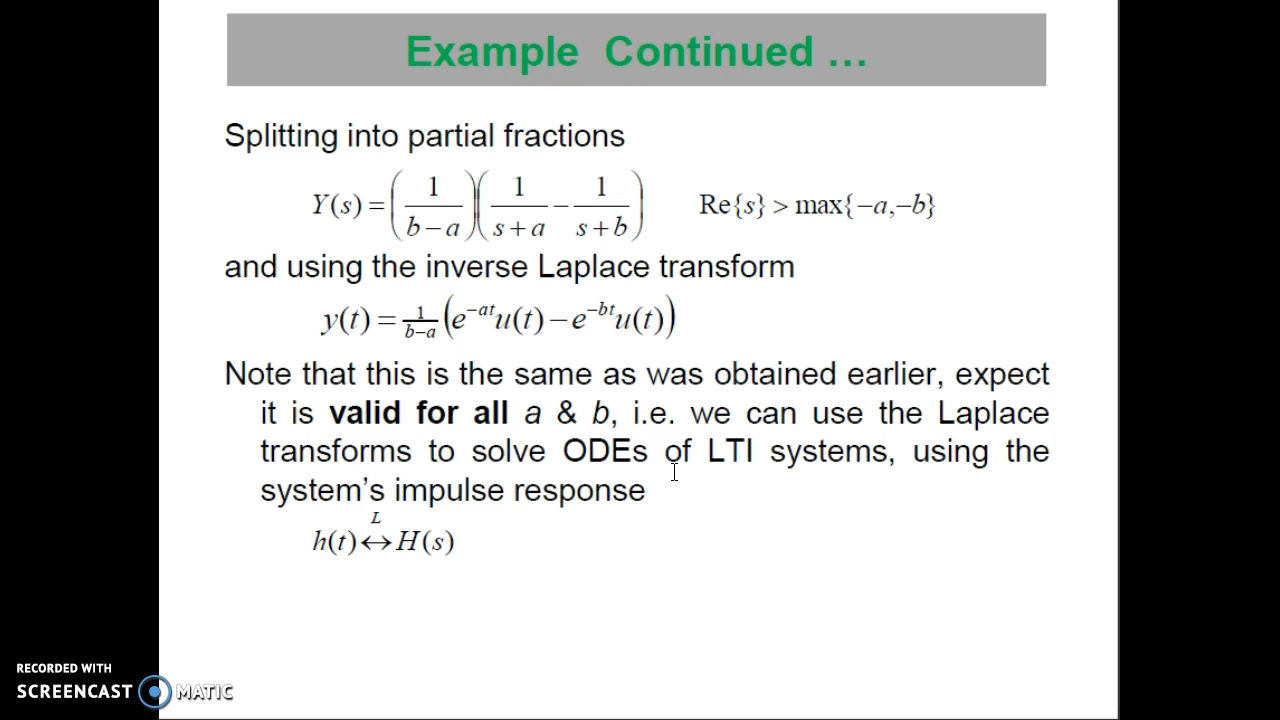 Example Continued ...
Splitting into partial fractions
Y(s) = (1/(b−a))(1/(s+a) − 1/(s+b)) Re{s} > max{−a,−b}
and using the inverse Laplace transform
y(t) = 1/(b−a) (e^{−at}u(t) − e^{−bt}u(t))
Note that this is the same as was obtained earlier, expect
it is valid for all a & b, i.e. we can use the Laplace
transforms to solve ODEs of LTI systems, using the
system's impulse response
h(t) L↔ H(s)
RECORDED WITH
SCREENCAST MATIC